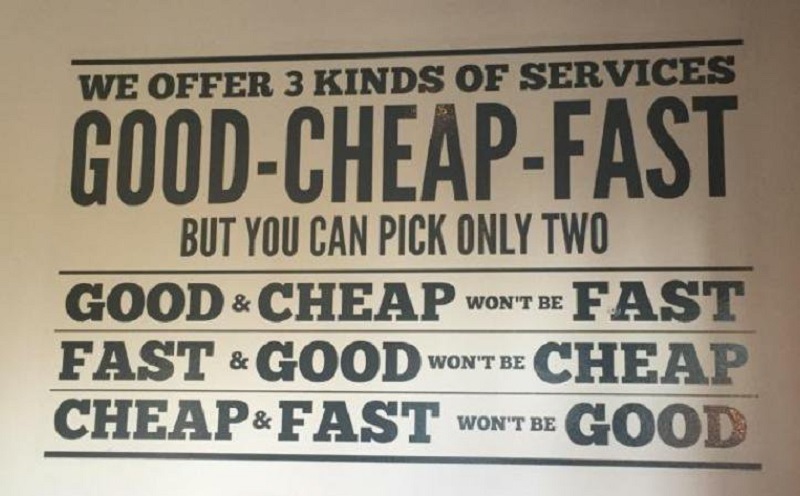 WE OFFER 3 KINDS OF SERVICES
GOOD-CHEAP-FAST
BUT YOU CAN PICK ONLY TWO
GOOD & CHEAP WON'T BE FAST
FAST & GOOD WON'T BE CHEAP
CHEAP & FAST WON'T BE GOOD